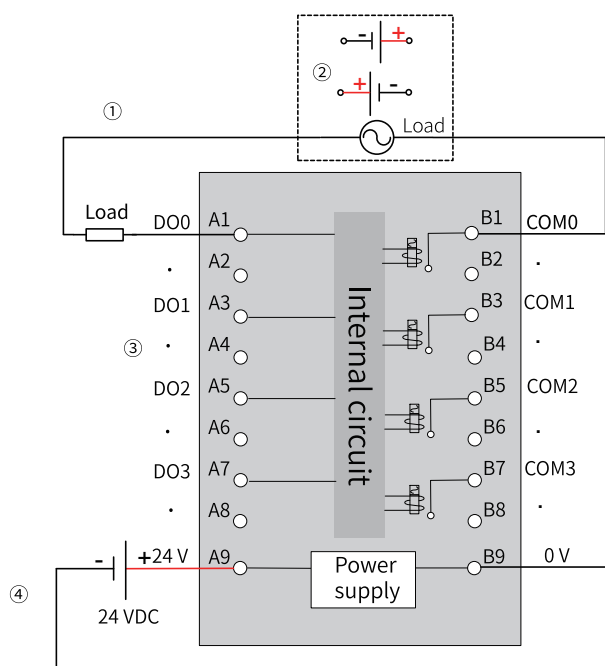 - +
②
+ -
①
Load
Load
DO0 A1 B1 COM0
. A2 B2 .
DO1 A3 B3 COM1
③ . A4 B4 .
Internal circuit
DO2 A5 B5 COM2
. A6 B6 .
DO3 A7 B7 COM3
. A8 B8 .
- +24 V A9 Power supply B9 0 V
④
24 VDC